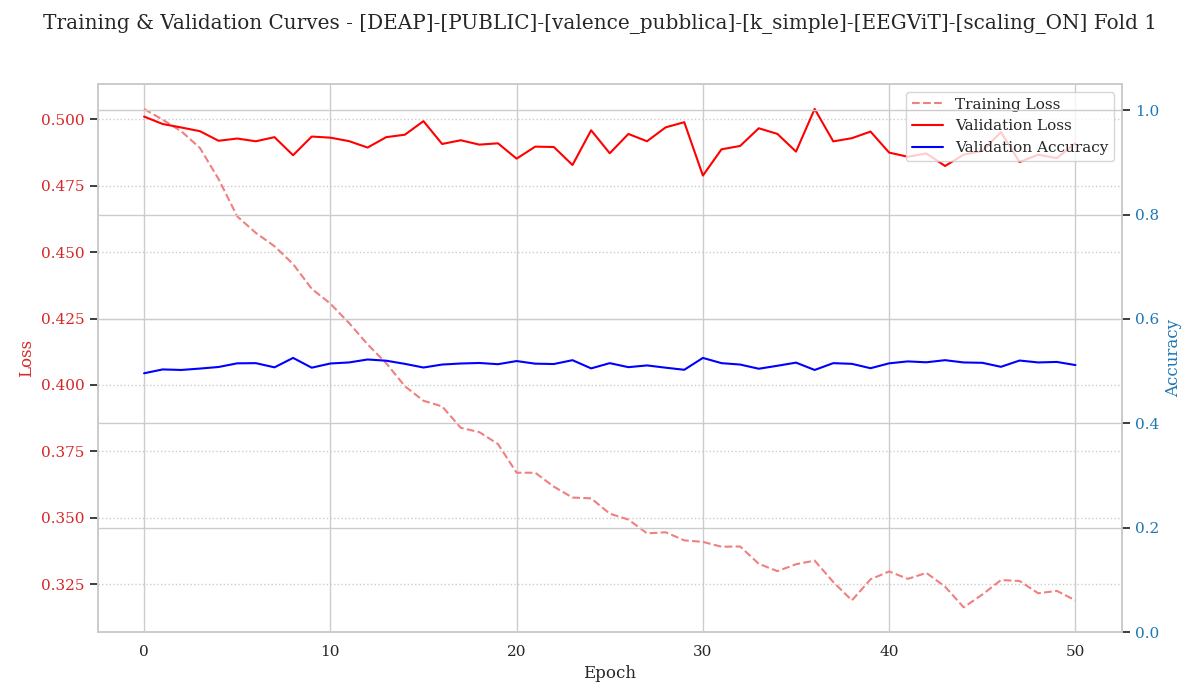 Training & Validation Curves - [DEAP]-[PUBLIC]-[valence_pubblica]-[k_simple]-[EEGViT]-[scaling_ON] Fold 1
Training Loss
Validation Loss
Validation Accuracy
0.500
0.475
0.450
0.425
0.400
0.375
0.350
0.325
Loss
1.0
0.8
0.6
0.4
0.2
0.0
Accuracy
0
10
20
30
40
50
Epoch